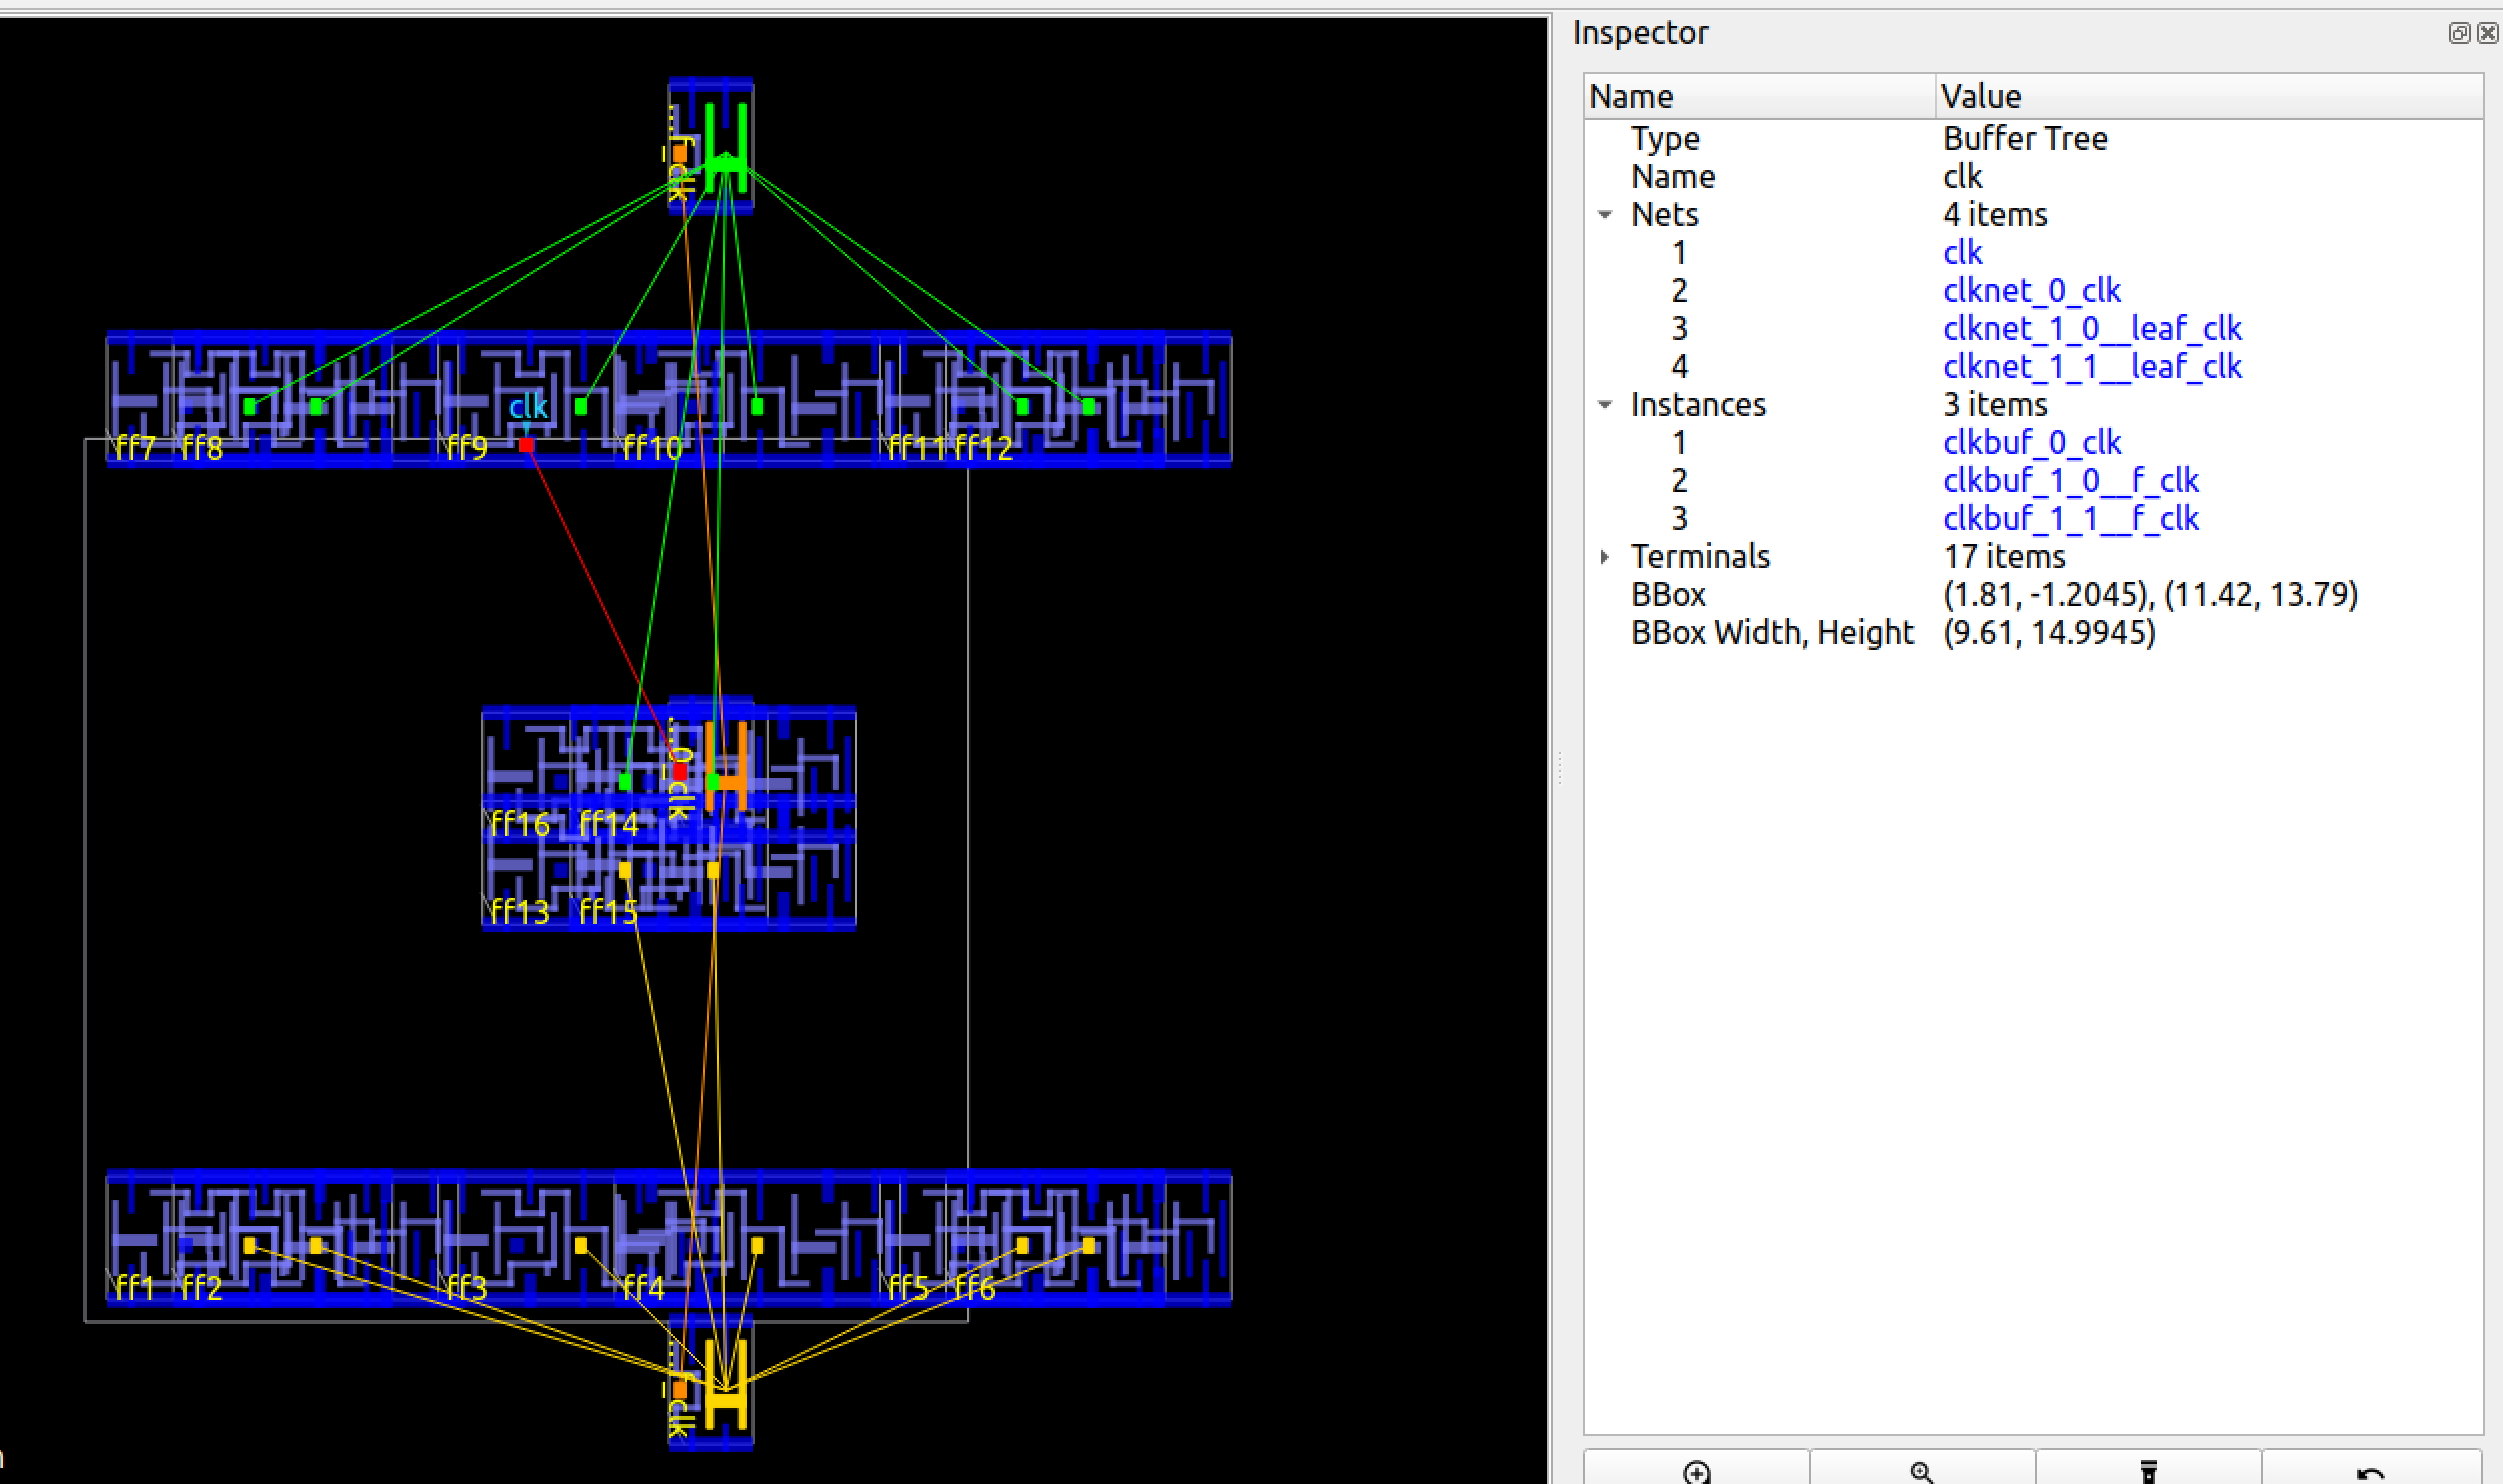 Inspector
Name Value
Type Buffer Tree
Name clk
Nets 4 items
1 clk
2 clknet_0_clk
3 clknet_1_0__leaf_clk
4 clknet_1_1__leaf_clk
Instances 3 items
1 clkbuf_0_clk
2 clkbuf_1_0__f_clk
3 clkbuf_1_1__f_clk
Terminals 17 items
BBox (1.81, -1.2045), (11.42, 13.79)
BBox Width, Height (9.61, 14.9945)
...f_clk
clk
ff7 ff8 ff9 ff10 ff11 ff12
...0_clk
ff16 ff14
ff13 ff15
ff1 ff2 ff3 ff4 ff5 ff6
...f_clk